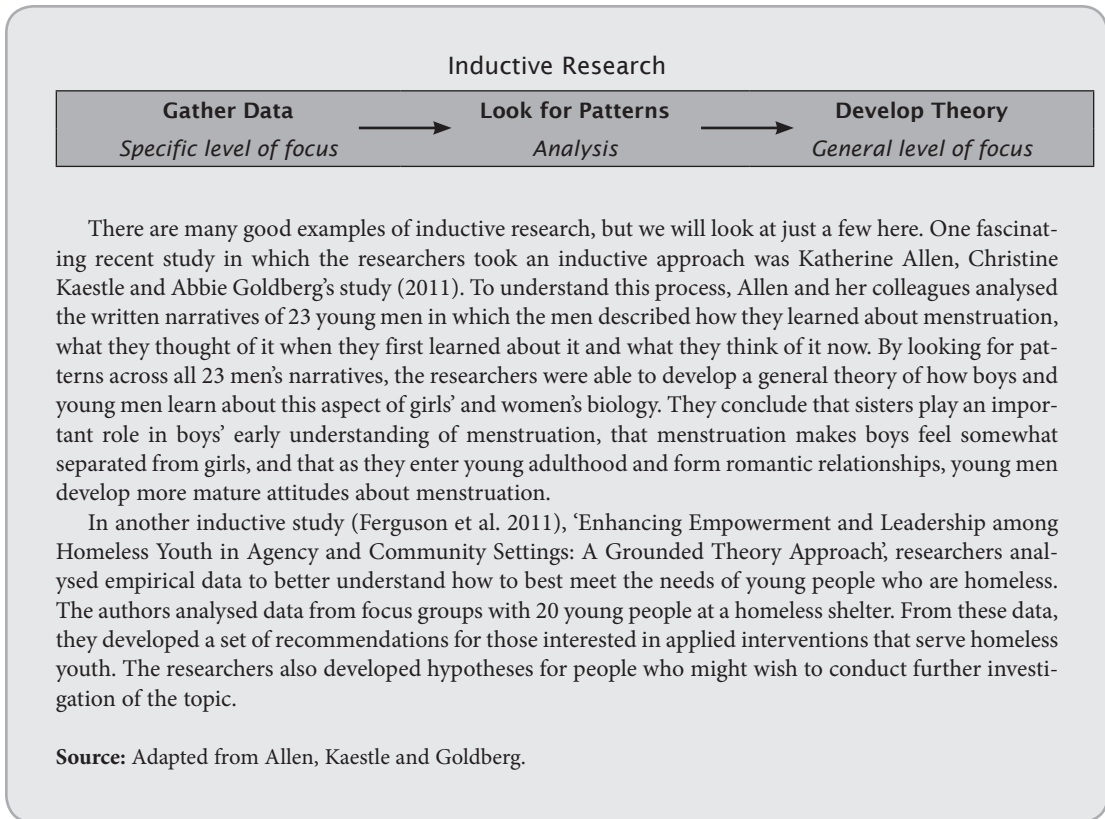 Inductive Research
Gather Data Look for Patterns Develop Theory
Specific level of focus Analysis General level of focus
There are many good examples of inductive research, but we will look at just a few here. One fascinat-
ing recent study in which the researchers took an inductive approach was Katherine Allen, Christine
Kaestle and Abbie Goldberg’s study (2011). To understand this process, Allen and her colleagues analysed
the written narratives of 23 young men in which the men described how they learned about menstruation,
what they thought of it when they first learned about it and what they think of it now. By looking for pat-
terns across all 23 men’s narratives, the researchers were able to develop a general theory of how boys and
young men learn about this aspect of girls’ and women’s biology. They conclude that sisters play an impor-
tant role in boys’ early understanding of menstruation, that menstruation makes boys feel somewhat
separated from girls, and that as they enter young adulthood and form romantic relationships, young men
develop more mature attitudes about menstruation.
In another inductive study (Ferguson et al. 2011), ‘Enhancing Empowerment and Leadership among
Homeless Youth in Agency and Community Settings: A Grounded Theory Approach’, researchers anal-
ysed empirical data to better understand how to best meet the needs of young people who are homeless.
The authors analysed data from focus groups with 20 young people at a homeless shelter. From these data,
they developed a set of recommendations for those interested in applied interventions that serve homeless
youth. The researchers also developed hypotheses for people who might wish to conduct further investi-
gation of the topic.
Source: Adapted from Allen, Kaestle and Goldberg.